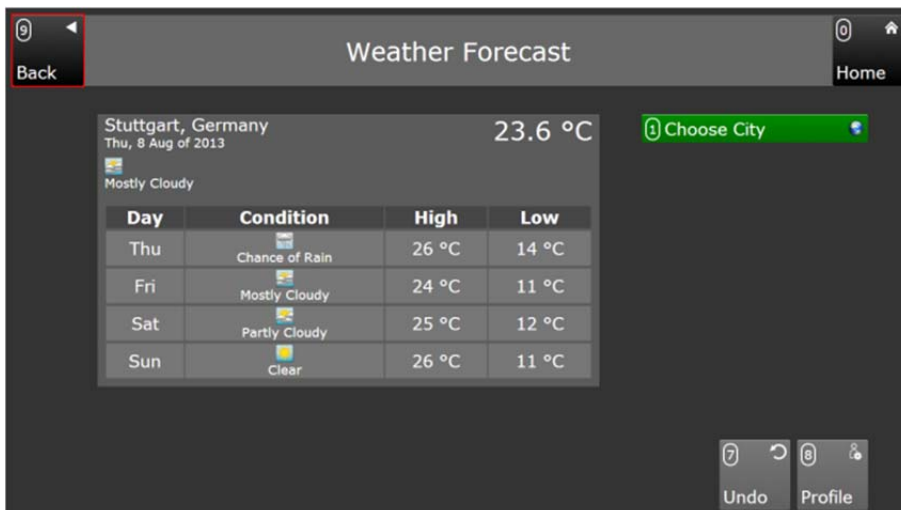 9
Back
Weather Forecast
0
Home
Stuttgart, Germany
Thu, 8 Aug of 2013
23.6 °C
Mostly Cloudy
1 Choose City
Day Condition High Low
Thu Chance of Rain 26 °C 14 °C
Fri Mostly Cloudy 24 °C 11 °C
Sat Partly Cloudy 25 °C 12 °C
Sun Clear 26 °C 11 °C
7
Undo
8
Profile